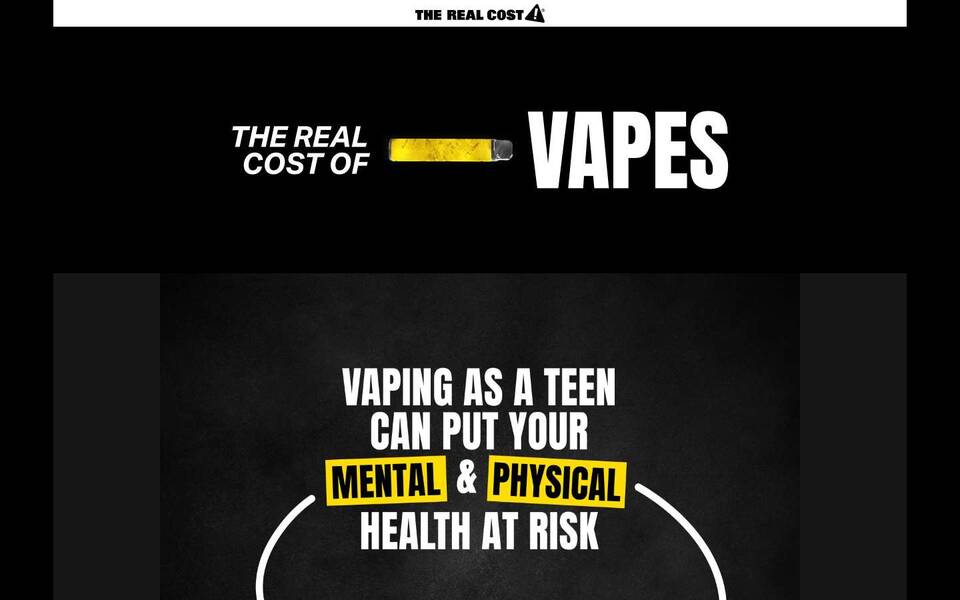 THE REAL COST
THE REAL
COST OF
VAPES
VAPING AS A TEEN
CAN PUT YOUR
MENTAL & PHYSICAL
HEALTH AT RISK